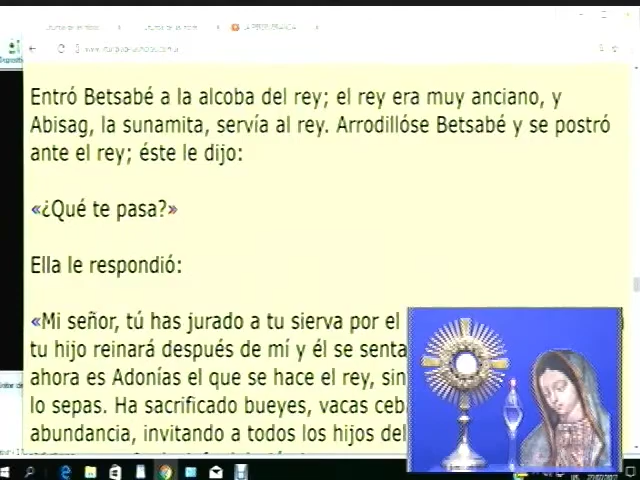 Entró Betsabé a la alcoba del rey; el rey era muy anciano, y
Abisag, la sunamita, servía al rey. Arrodillóse Betsabé y se postró
ante el rey; éste le dijo:
«¿Qué te pasa?»
Ella le respondió:
«Mi señor, tú has jurado a tu sierva por el
tu hijo reinará después de mí y él se senta
ahora es Adonías el que se hace el rey, sin
lo sepas. Ha sacrificado bueyes, vacas ceb
abundancia, invitando a todos los hijos del